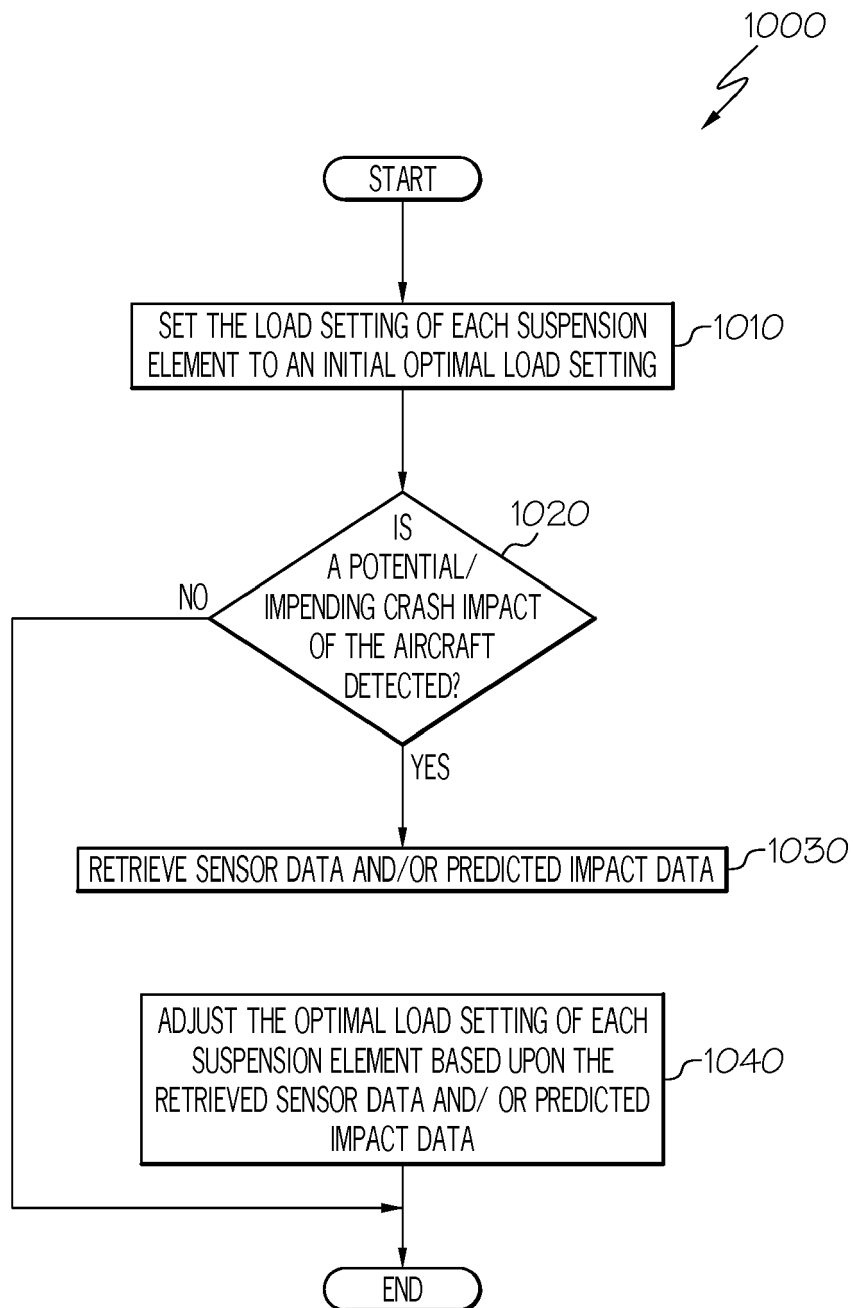 1000
START
SET THE LOAD SETTING OF EACH SUSPENSION
ELEMENT TO AN INITIAL OPTIMAL LOAD SETTING
1010
1020
IS
A POTENTIAL/
IMPENDING CRASH IMPACT
OF THE AIRCRAFT
DETECTED?
NO
YES
RETRIEVE SENSOR DATA AND/OR PREDICTED IMPACT DATA
1030
ADJUST THE OPTIMAL LOAD SETTING OF EACH
SUSPENSION ELEMENT BASED UPON THE
RETRIEVED SENSOR DATA AND/ OR PREDICTED
IMPACT DATA
1040
END